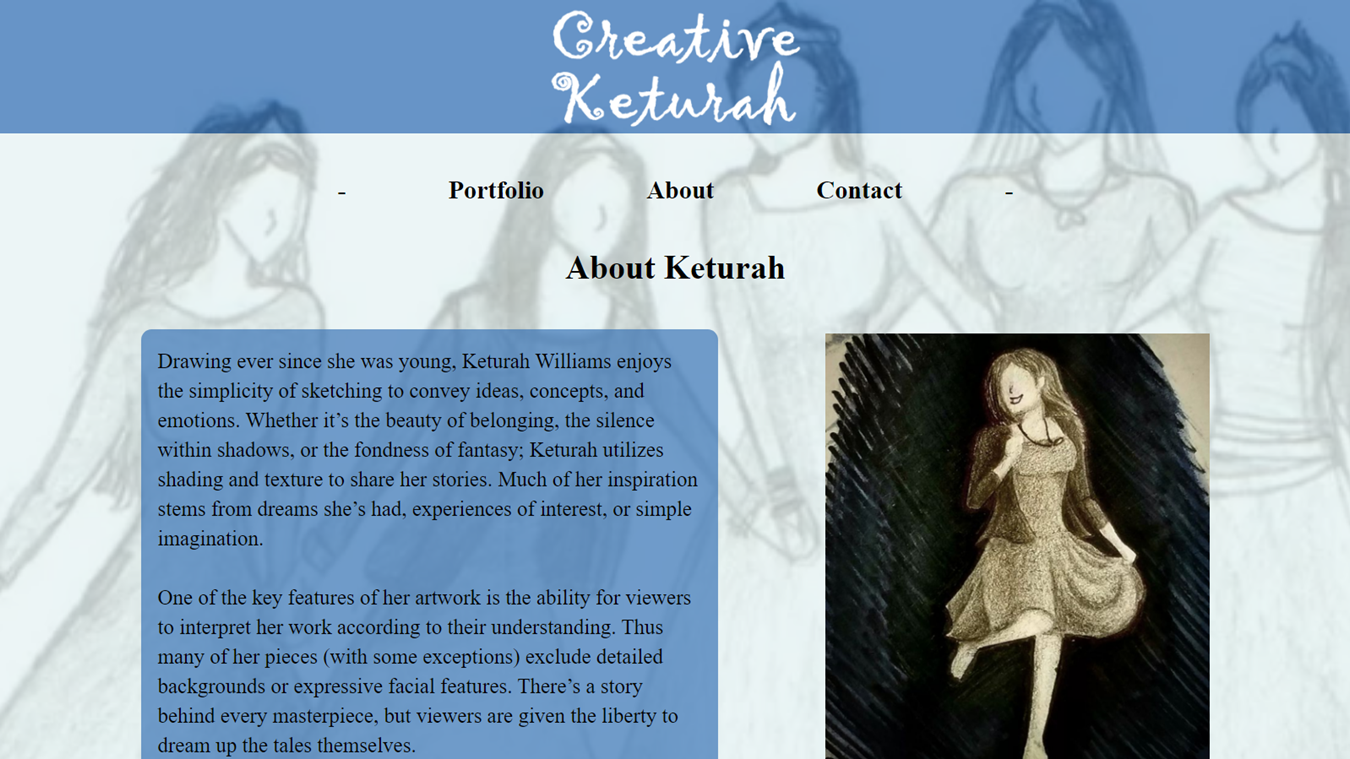 Creative
Keturah
- Portfolio About Contact -
About Keturah
Drawing ever since she was young, Keturah Williams enjoys
the simplicity of sketching to convey ideas, concepts, and
emotions. Whether it’s the beauty of belonging, the silence
within shadows, or the fondness of fantasy; Keturah utilizes
shading and texture to share her stories. Much of her inspiration
stems from dreams she’s had, experiences of interest, or simple
imagination.
One of the key features of her artwork is the ability for viewers
to interpret her work according to their understanding. Thus
many of her pieces (with some exceptions) exclude detailed
backgrounds or expressive facial features. There’s a story
behind every masterpiece, but viewers are given the liberty to
dream up the tales themselves.